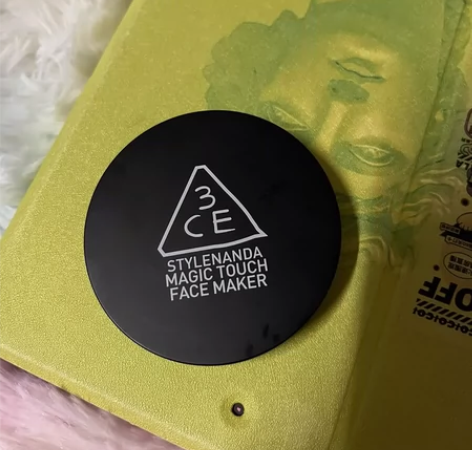 3
CE
STYLENANDA
MAGIC TOUCH
FACE MAKER
OFF